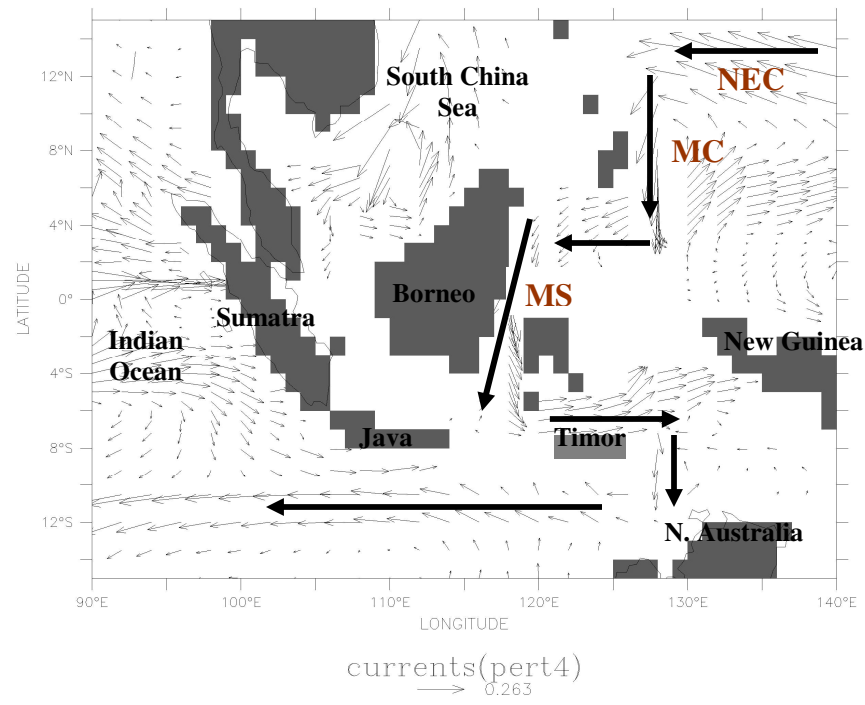 South China
Sea
NEC
MC
MS
Borneo
Sumatra
Indian
Ocean
New Guinea
Java
Timor
N. Australia
12°N
8°N
4°N
0°
4°S
8°S
12°S
LATITUDE
90°E
100°E
110°E
120°E
130°E
140°E
LONGITUDE
currents(pert4)
0.263